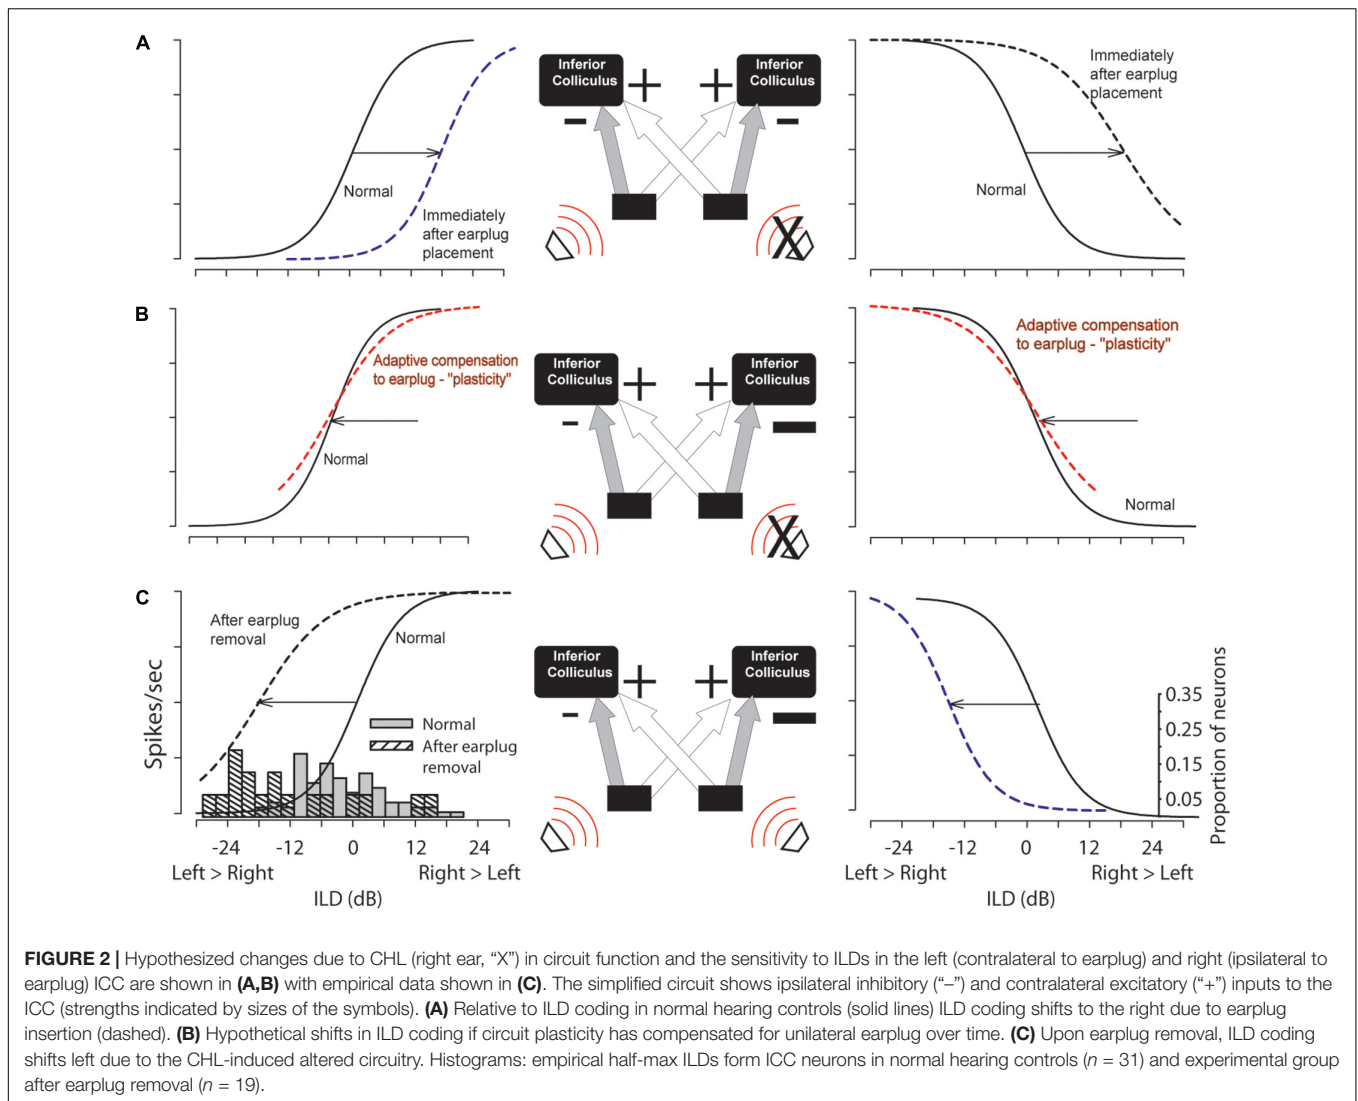 A
Normal
Immediately
after earplug
placement
Inferior
Colliculus
+
–
Inferior
Colliculus
+
–
X
Immediately
after earplug
placement
Normal
B
Adaptive compensation
to earplug - "plasticity"
Normal
Inferior
Colliculus
+
-
Inferior
Colliculus
+
–
X
Adaptive compensation
to earplug - "plasticity"
Normal
C
After earplug
removal
Normal
Normal
After earplug
removal
Spikes/sec
-24 -12 0 12 24
Left > Right Right > Left
ILD (dB)
Inferior
Colliculus
+
-
Inferior
Colliculus
+
–
0.35
0.25
0.15
0.05
Proportion of neurons
-24 -12 0 12 24
Left > Right Right > Left
ILD (dB)
FIGURE 2 | Hypothesized changes due to CHL (right ear, “X”) in circuit function and the sensitivity to ILDs in the left (contralateral to earplug) and right (ipsilateral to
earplug) ICC are shown in (A,B) with empirical data shown in (C). The simplified circuit shows ipsilateral inhibitory (“–”) and contralateral excitatory (“+”) inputs to the
ICC (strengths indicated by sizes of the symbols). (A) Relative to ILD coding in normal hearing controls (solid lines) ILD coding shifts to the right due to earplug
insertion (dashed). (B) Hypothetical shifts in ILD coding if circuit plasticity has compensated for unilateral earplug over time. (C) Upon earplug removal, ILD coding
shifts left due to the CHL-induced altered circuitry. Histograms: empirical half-max ILDs form ICC neurons in normal hearing controls (n = 31) and experimental group
after earplug removal (n = 19).